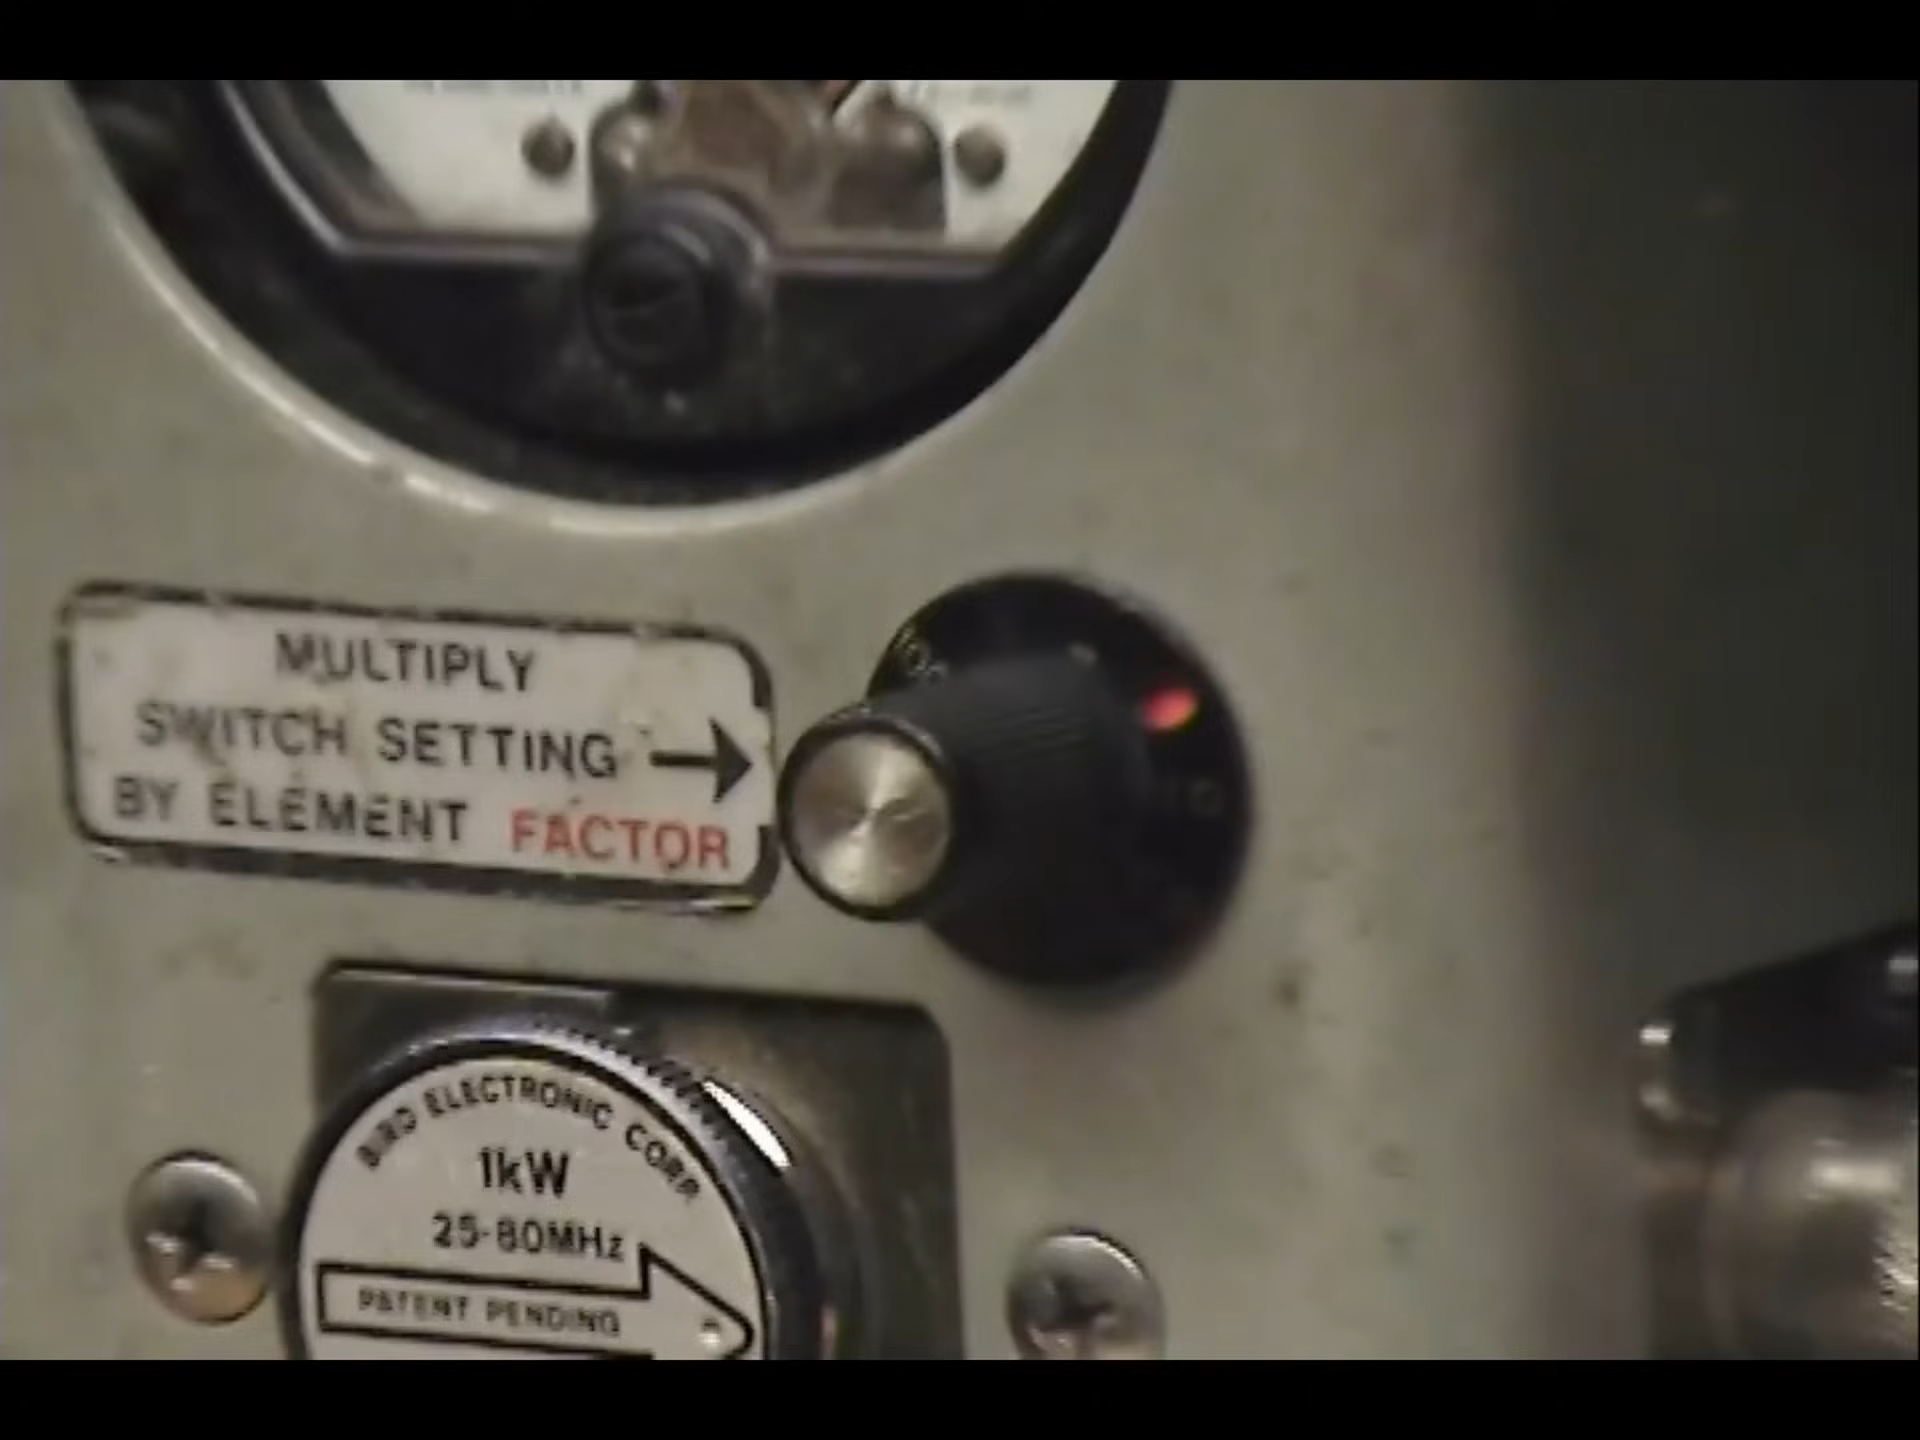 MULTIPLY
SWITCH SETTING
BY ELEMENT FACTOR
BIRD ELECTRONIC CORP.
1kW
25-80MHz
PATENT PENDING